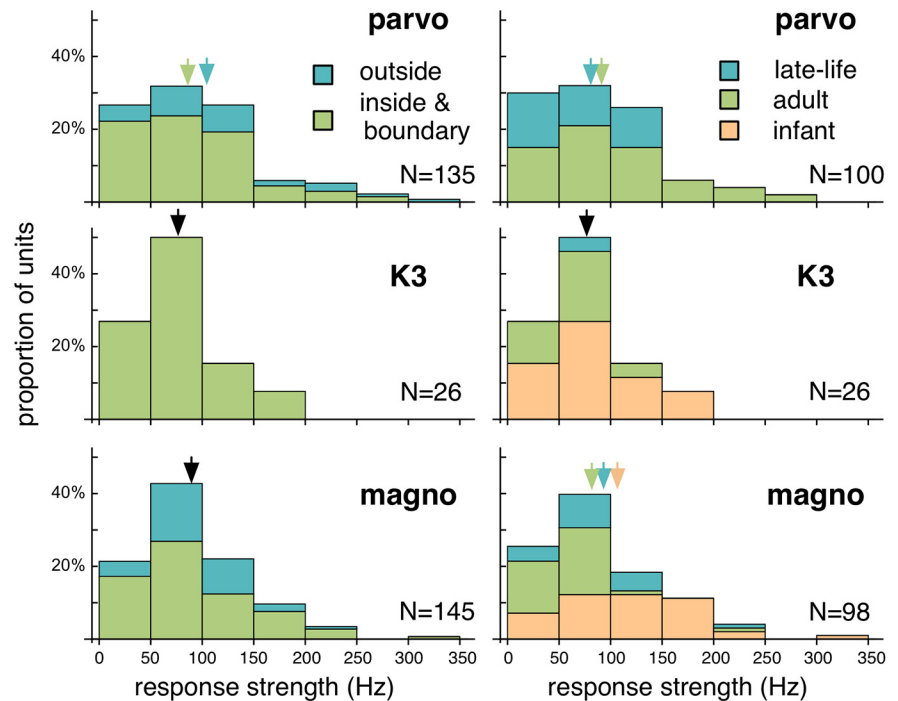 parvo
40%
20%
outside
inside &
boundary
N=135
parvo
late-life
adult
infant
N=100
proportion of units
K3
40%
20%
N=26
K3
N=26
magno
40%
20%
N=145
0 50 100 150 200 250 300 350
response strength (Hz)
magno
N=98
0 50 100 150 200 250 300 350
response strength (Hz)